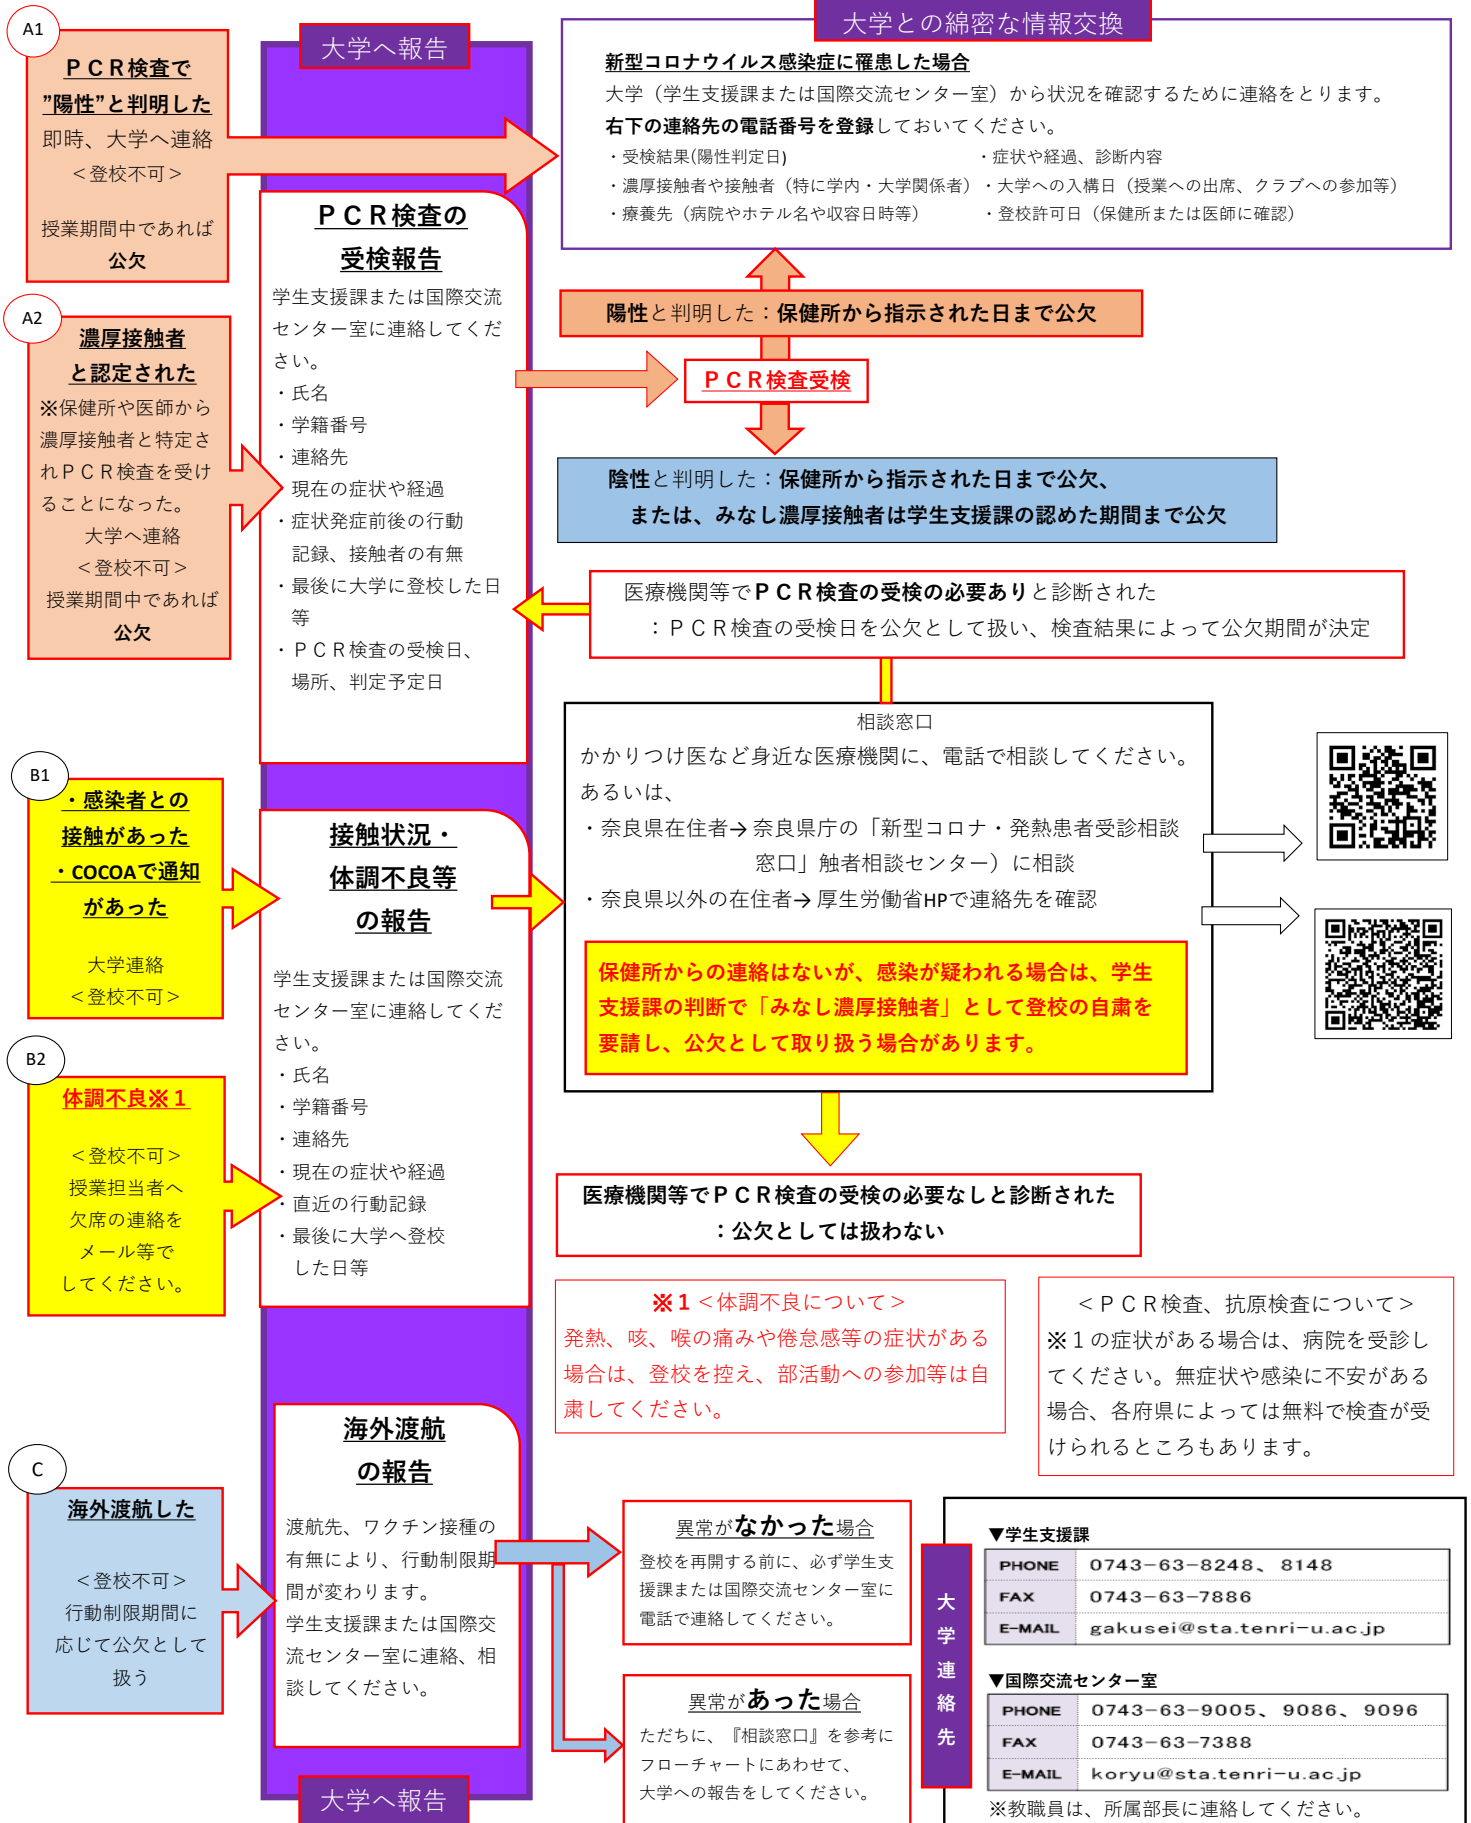 大学へ報告
A1
ＰＣＲ検査で
”陽性”と判明した
即時、大学へ連絡
＜登校不可＞
授業期間中であれば
公欠
A2
濃厚接触者
と認定された
※保健所や医師から
濃厚接触者と特定さ
れＰＣＲ検査を受け
ることになった。
大学へ連絡
＜登校不可＞
授業期間中であれば
公欠
B1
・感染者との
接触があった
・COCOAで通知
があった
大学連絡
＜登校不可＞
B2
体調不良※１
＜登校不可＞
授業担当者へ
欠席の連絡を
メール等で
してください。
C
海外渡航した
＜登校不可＞
行動制限期間に
応じて公欠として
扱う
ＰＣＲ検査の
受検報告
学生支援課または国際交流
センター室に連絡してくだ
さい。
・氏名
・学籍番号
・連絡先
・現在の症状や経過
・症状発症前後の行動
記録、接触者の有無
・最後に大学に登校した日
等
・ＰＣＲ検査の受検日、
場所、判定予定日
接触状況・
体調不良等
の報告
学生支援課または国際交流
センター室に連絡してくだ
さい。
・氏名
・学籍番号
・連絡先
・現在の症状や経過
・直近の行動記録
・最後に大学へ登校
した日等
海外渡航
の報告
渡航先、ワクチン接種の
有無により、行動制限期
間が変わります。
学生支援課または国際交
流センター室に連絡、相
談してください。
大学へ報告
大学との綿密な情報交換
新型コロナウイルス感染症に罹患した場合
大学（学生支援課または国際交流センター室）から状況を確認するために連絡をとります。
右下の連絡先の電話番号を登録しておいてください。
・受検結果(陽性判定日) ・症状や経過、診断内容
・濃厚接触者や接触者（特に学内・大学関係者） ・大学への入構日（授業への出席、クラブへの参加等）
・療養先（病院やホテル名や収容日時等） ・登校許可日（保健所または医師に確認）
陽性と判明した：保健所から指示された日まで公欠
ＰＣＲ検査受検
陰性と判明した：保健所から指示された日まで公欠、
または、みなし濃厚接触者は学生支援課の認めた期間まで公欠
医療機関等でＰＣＲ検査の受検の必要ありと診断された
：ＰＣＲ検査の受検日を公欠として扱い、検査結果によって公欠期間が決定
相談窓口
かかりつけ医など身近な医療機関に、電話で相談してください。
あるいは、
・奈良県在住者→奈良県庁の「新型コロナ・発熱患者受診相談
窓口」触者相談センター）に相談
・奈良県以外の在住者→厚生労働省HPで連絡先を確認
保健所からの連絡はないが、感染が疑われる場合は、学生
支援課の判断で「みなし濃厚接触者」として登校の自粛を
要請し、公欠として取り扱う場合があります。
医療機関等でＰＣＲ検査の受検の必要なしと診断された
：公欠としては扱わない
※１＜体調不良について＞
発熱、咳、喉の痛みや倦怠感等の症状がある
場合は、登校を控え、部活動への参加等は自
粛してください。
＜ＰＣＲ検査、抗原検査について＞
※１の症状がある場合は、病院を受診し
てください。無症状や感染に不安がある
場合、各府県によっては無料で検査が受
けられるところもあります。
異常がなかった場合
登校を再開する前に、必ず学生支
援課または国際交流センター室に
電話で連絡してください。
異常があった場合
ただちに、『相談窓口』を参考に
フローチャートにあわせて、
大学への報告をしてください。
大学連絡先
▼学生支援課
PHONE 0743-63-8248、8148
FAX 0743-63-7886
E-MAIL gakusei@sta.tenri-u.ac.jp
▼国際交流センター室
PHONE 0743-63-9005、9086、9096
FAX 0743-63-7388
E-MAIL koryu@sta.tenri-u.ac.jp
※教職員は、所属部長に連絡してください。